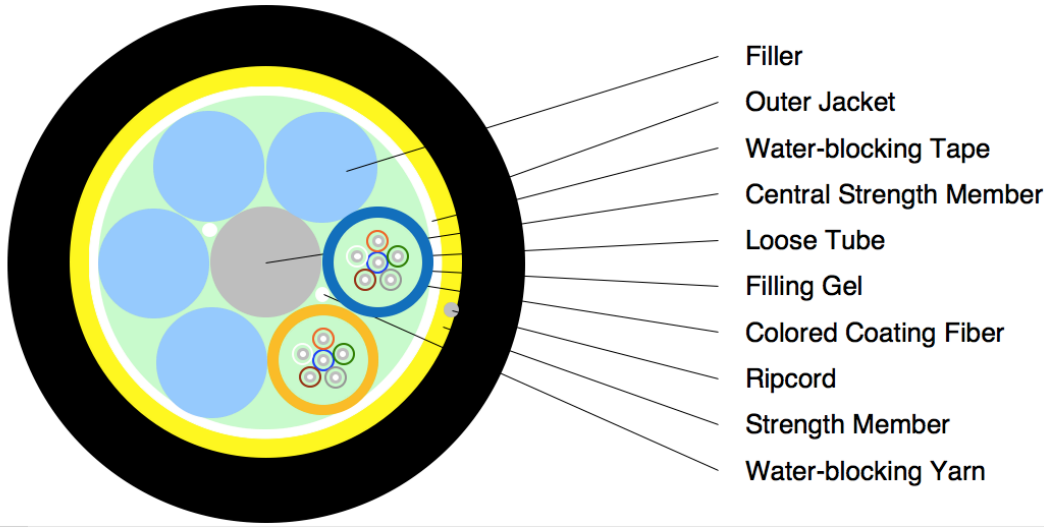 Filler
Outer Jacket
Water-blocking Tape
Central Strength Member
Loose Tube
Filling Gel
Colored Coating Fiber
Ripcord
Strength Member
Water-blocking Yarn